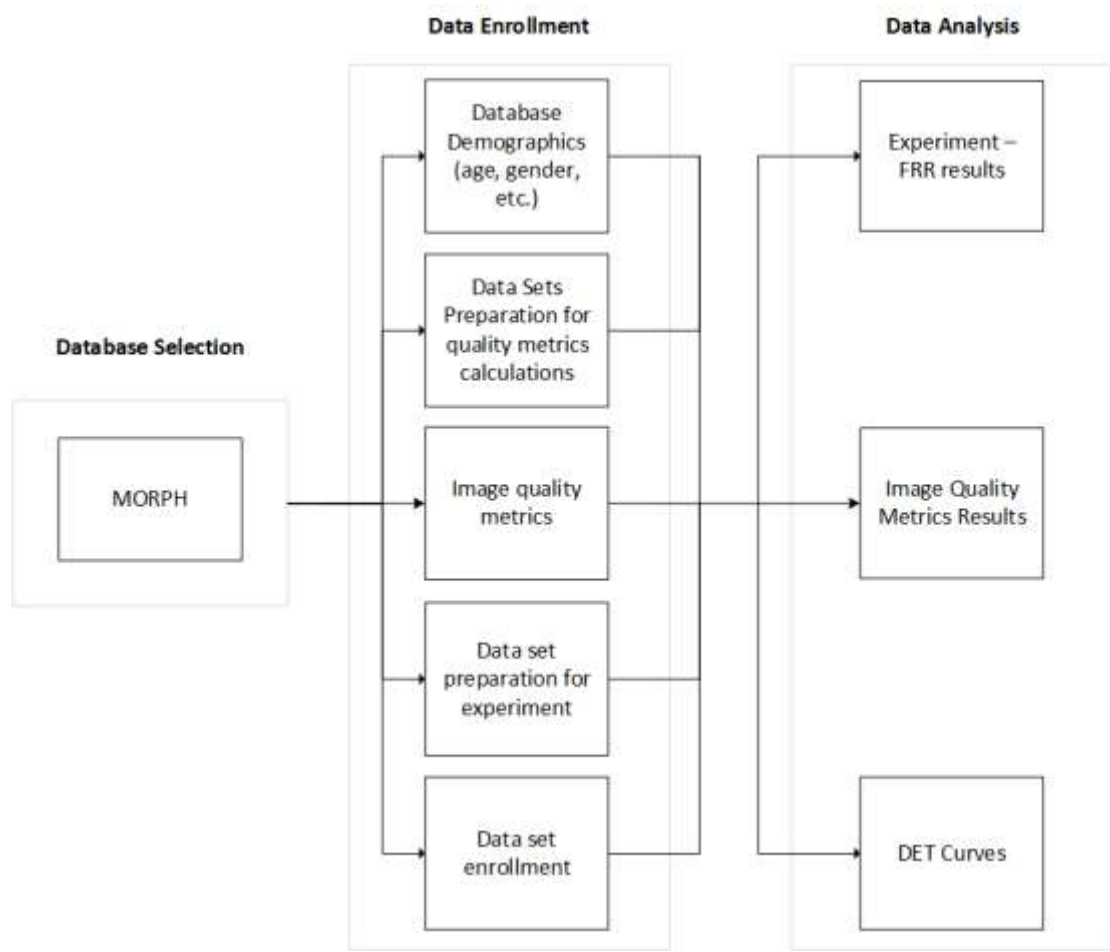 Data Enrollment
Data Analysis
Database
Demographics
(age, gender,
etc.)
Experiment –
FRR results
Data Sets
Preparation for
quality metrics
calculations
Database Selection
MORPH
Image quality
metrics
Image Quality
Metrics Results
Data set
preparation for
experiment
Data set
enrollment
DET Curves